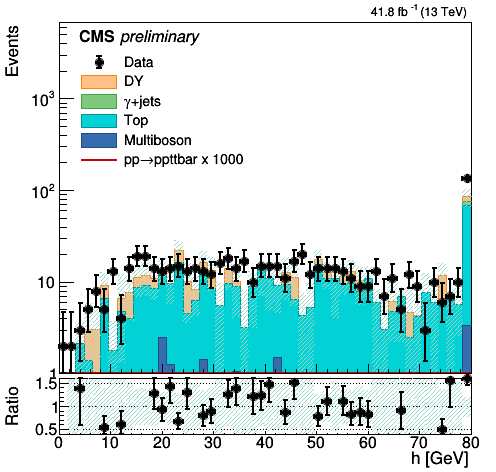 41.8 fb⁻¹ (13 TeV)
CMS preliminary
Data
DY
γ+jets
Top
Multiboson
pp→ppttbar x 1000
Events
10³
10²
10
1
Ratio
1.5
1
0.5
0 10 20 30 40 50 60 70 80
h [GeV]